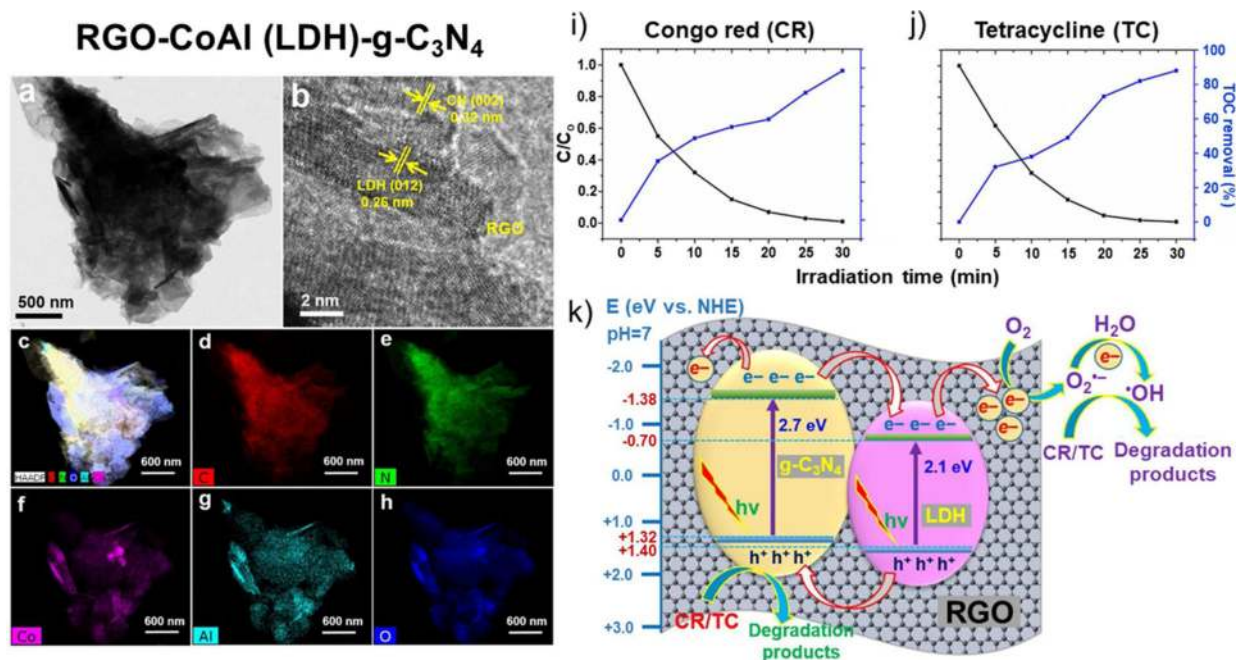 RGO-CoAl (LDH)-g-C₃N₄
a
500 nm
b
CN (002)
0.32 nm
LDH (012)
0.26 nm
RGO
2 nm
c
HAADF
600 nm
d
C
600 nm
e
N
600 nm
f
Co
600 nm
g
Al
600 nm
h
O
600 nm
i)
Congo red (CR)
C/C₀
1.0
0.8
0.6
0.4
0.2
0.0
0 5 10 15 20 25 30
j)
Tetracycline (TC)
0 5 10 15 20 25 30
100
80
60
40
20
0
TOC removal (%)
Irradiation time (min)
k)
E (eV vs. NHE)
pH=7
-2.0
-1.38
-1.0
-0.70
0.0
+1.0
+1.32
+1.40
+2.0
+3.0
e−
e− e− e−
2.7 eV
g-C₃N₄
hv
h⁺ h⁺ h⁺
e− e− e−
2.1 eV
LDH
hv
h⁺ h⁺ h⁺
e−
e−
e−
O₂
H₂O
e−
O₂•−
•OH
CR/TC
Degradation
products
CR/TC
Degradation
products
RGO